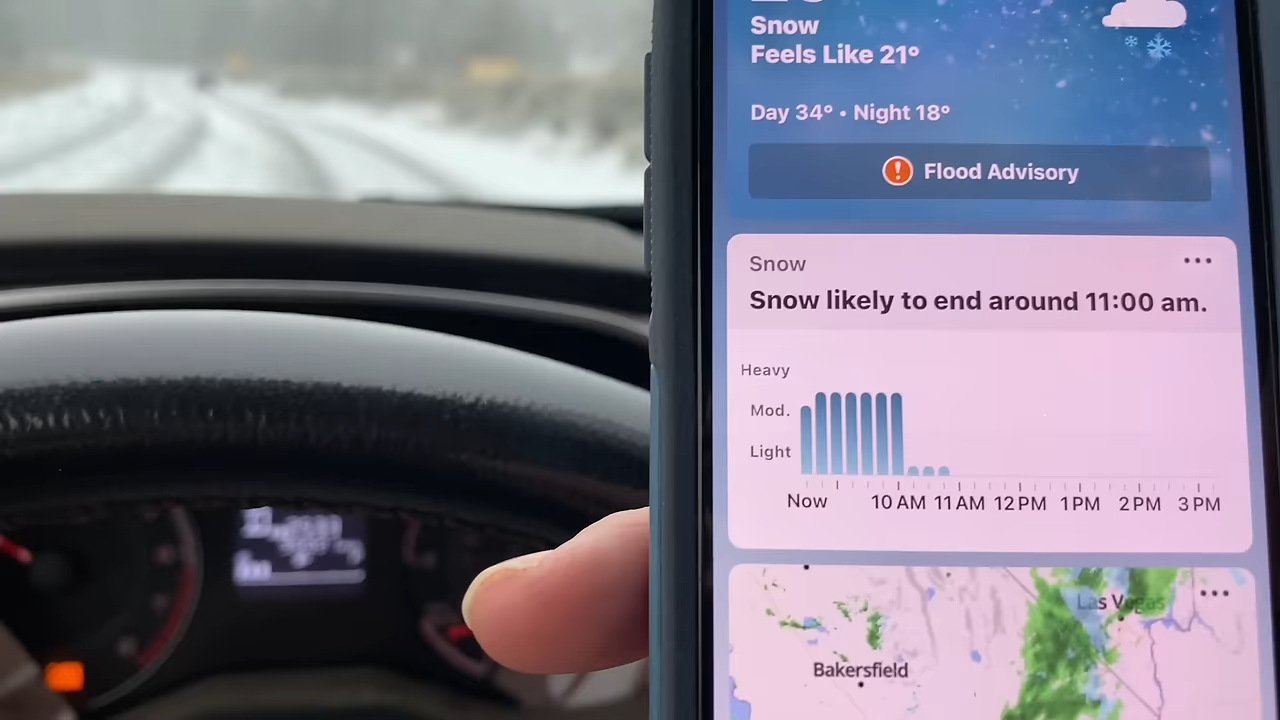 Snow
Feels Like 21°
Day 34° • Night 18°
Flood Advisory
Snow
Snow likely to end around 11:00 am.
Heavy
Mod.
Light
Now 10 AM 11 AM 12 PM 1 PM 2 PM 3 PM
Las Vegas
Bakersfield